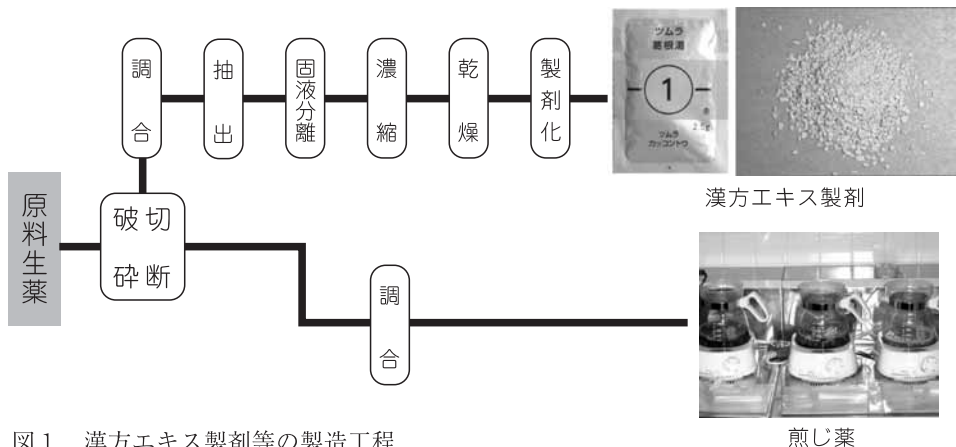 原料生薬
破切
砕断
調合
抽出
固液分離
濃縮
乾燥
製剤化
ツムラ
葛根湯
1
2.5g
ツムラ
カッコントウ
漢方エキス製剤
調合
煎じ薬
図1 漢方エキス製剤等の製造工程